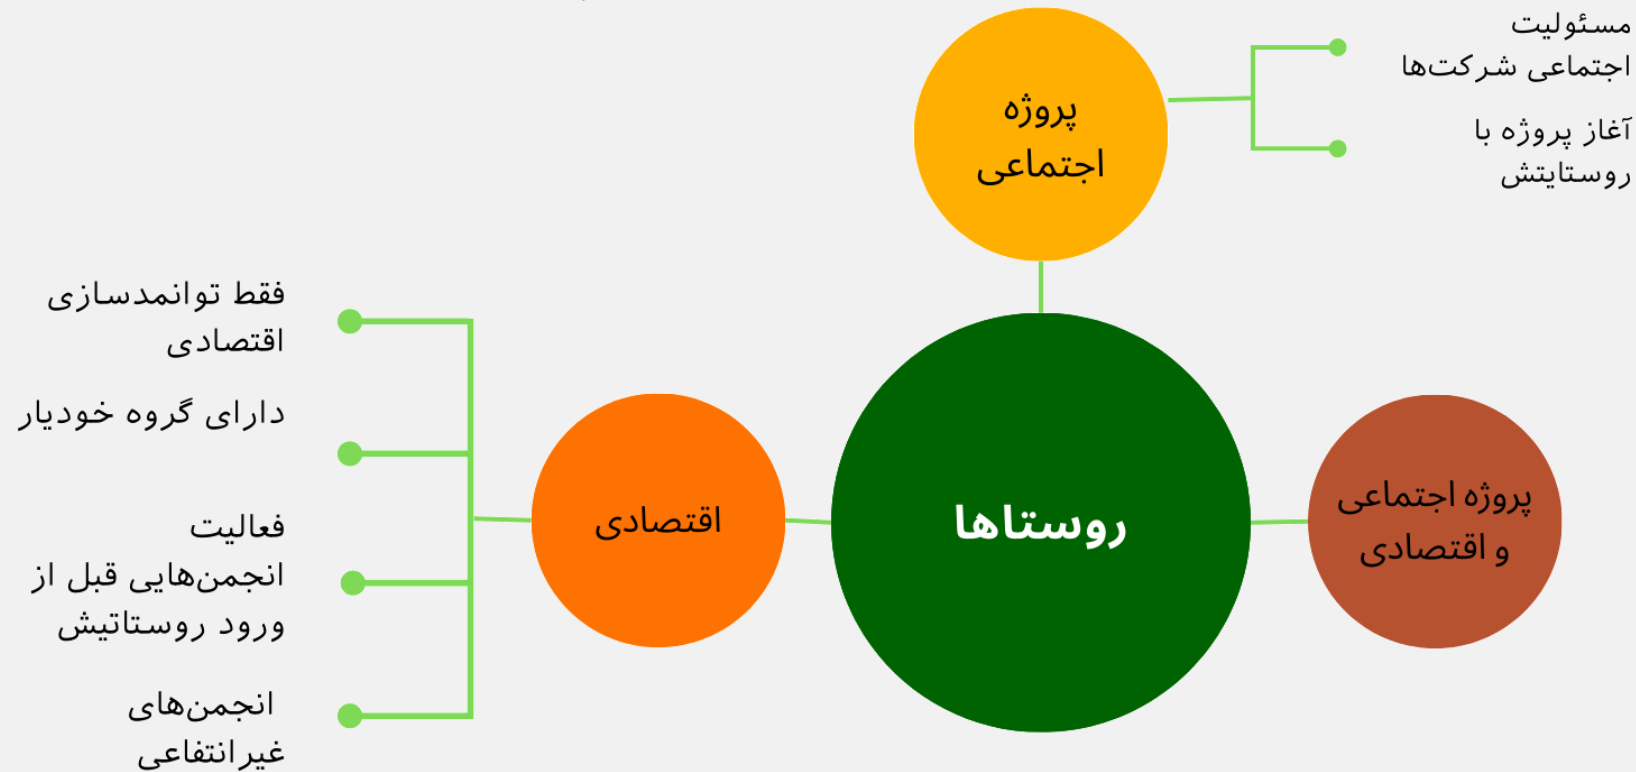 مسئولیت
اجتماعی شرکت‌ها
آغاز پروژه با
روستایتش
پروژه
اجتماعی
روستاها
پروژه اجتماعی
و اقتصادی
اقتصادی
فقط توانمدسازی
اقتصادی
دارای گروه خودیار
فعالیت
انجمن‌هایی قبل از
ورود روستاتیش
انجمن‌های
غیرانتفاعی